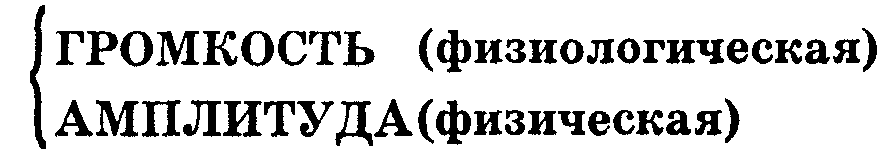 ГРОМКОСТЬ (физиологическая)
АМПЛИТУДА (физическая)